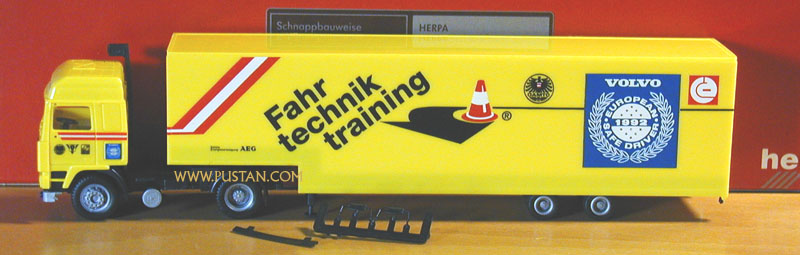 Schnappbauweise
HERPA
Fahr
technik
training
®
VOLVO
EUROPEAN
1992
SAFE DRIVER
AEG
WWW.PUSTAN.COM
he